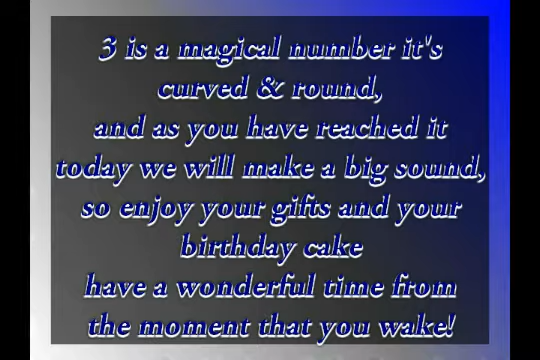 3 is a magical number it's
curved & round,
and as you have reached it
today we will make a big sound,
so enjoy your gifts and your
birthday cake
have a wonderful time from
the moment that you wake!